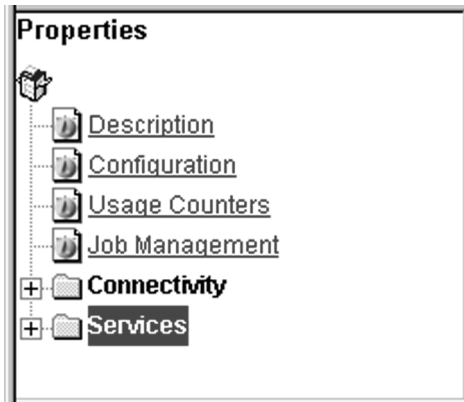 Properties
Description
Configuration
Usage Counters
Job Management
Connectivity
Services